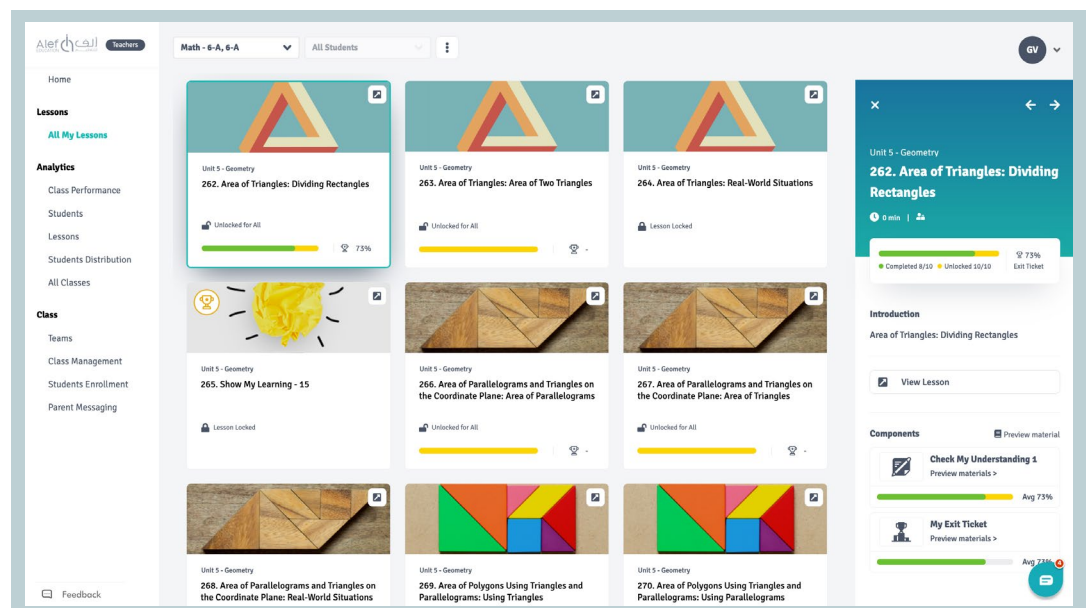 Alef الف
Teachers
Math - 6-A, 6-A
All Students
GV
Home
Lessons
All My Lessons
Analytics
Class Performance
Students
Lessons
Students Distribution
All Classes
Class
Teams
Class Management
Students Enrollment
Parent Messaging
Feedback
Unit 5 - Geometry
262. Area of Triangles: Dividing Rectangles
Unlocked for All
73%
Unit 5 - Geometry
263. Area of Triangles: Area of Two Triangles
Unlocked for All
-
Unit 5 - Geometry
264. Area of Triangles: Real-World Situations
Lesson Locked
Unit 5 - Geometry
265. Show My Learning - 15
Lesson Locked
Unit 5 - Geometry
266. Area of Parallelograms and Triangles on
the Coordinate Plane: Area of Parallelograms
Unlocked for All
-
Unit 5 - Geometry
267. Area of Parallelograms and Triangles on
the Coordinate Plane: Area of Triangles
Unlocked for All
-
Unit 5 - Geometry
268. Area of Parallelograms and Triangles on
the Coordinate Plane: Real-World Situations
Unit 5 - Geometry
269. Area of Polygons Using Triangles and
Parallelograms: Using Triangles
Unit 5 - Geometry
270. Area of Polygons Using Triangles and
Parallelograms: Using Parallelograms
Unit 5 - Geometry
262. Area of Triangles: Dividing
Rectangles
0 min |
73%
Completed 8/10 Unlocked 10/10 Exit Ticket
Introduction
Area of Triangles: Dividing Rectangles
View Lesson
Components Preview material
Check My Understanding 1
Preview materials >
Avg 73%
My Exit Ticket
Preview materials >
Avg 73%
4